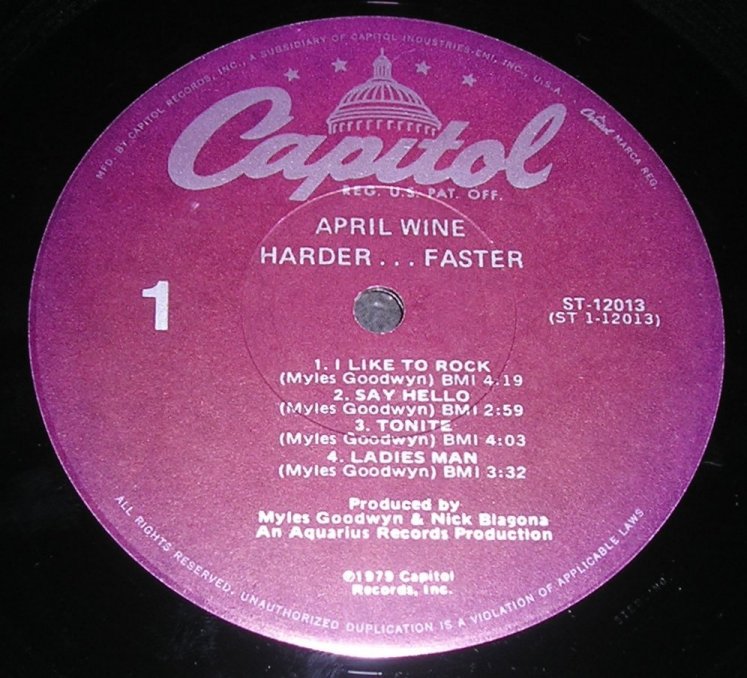 MFD. BY CAPITOL RECORDS, INC., A SUBSIDIARY OF CAPITOL INDUSTRIES-EMI, INC., U.S.A.
Capitol MARCA REG.
Capitol
REG. U.S. PAT. OFF.
APRIL WINE
HARDER . . . FASTER
1
ST-12013
(ST 1-12013)
1. I LIKE TO ROCK
(Myles Goodwyn) BMI 4:19
2. SAY HELLO
(Myles Goodwyn) BMI 2:59
3. TONITE
(Myles Goodwyn) BMI 4:03
4. LADIES MAN
(Myles Goodwyn) BMI 3:32
Produced by
Myles Goodwyn & Nick Blagona
An Aquarius Records Production
©1979 Capitol
Records, Inc.
ALL RIGHTS RESERVED. UNAUTHORIZED DUPLICATION IS A VIOLATION OF APPLICABLE LAWS